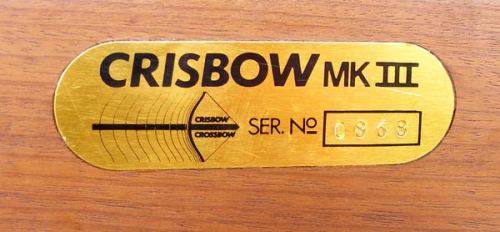 CRISBOW MK III
CRISBOW
CROSSBOW
SER. Nº 0868